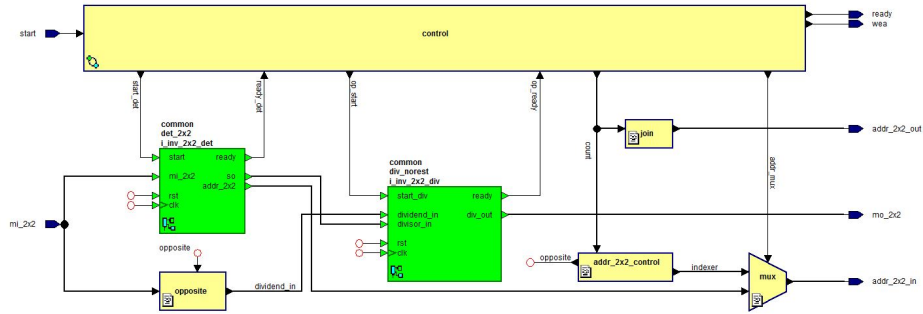 start
control
ready
wea
start_det
ready_det
op_start
op_ready
count
addr_mux
common
det_2x2
i_inv_2x2_det
start
ready
mi_2x2
so
addr_2x2
rst
clk
common
div_norest
i_inv_2x2_div
start_div
ready
dividend_in
div_out
divisor_in
rst
clk
join
addr_2x2_out
mi_2x2
mo_2x2
opposite
opposite
dividend_in
opposite
addr_2x2_control
indexer
mux
addr_2x2_in